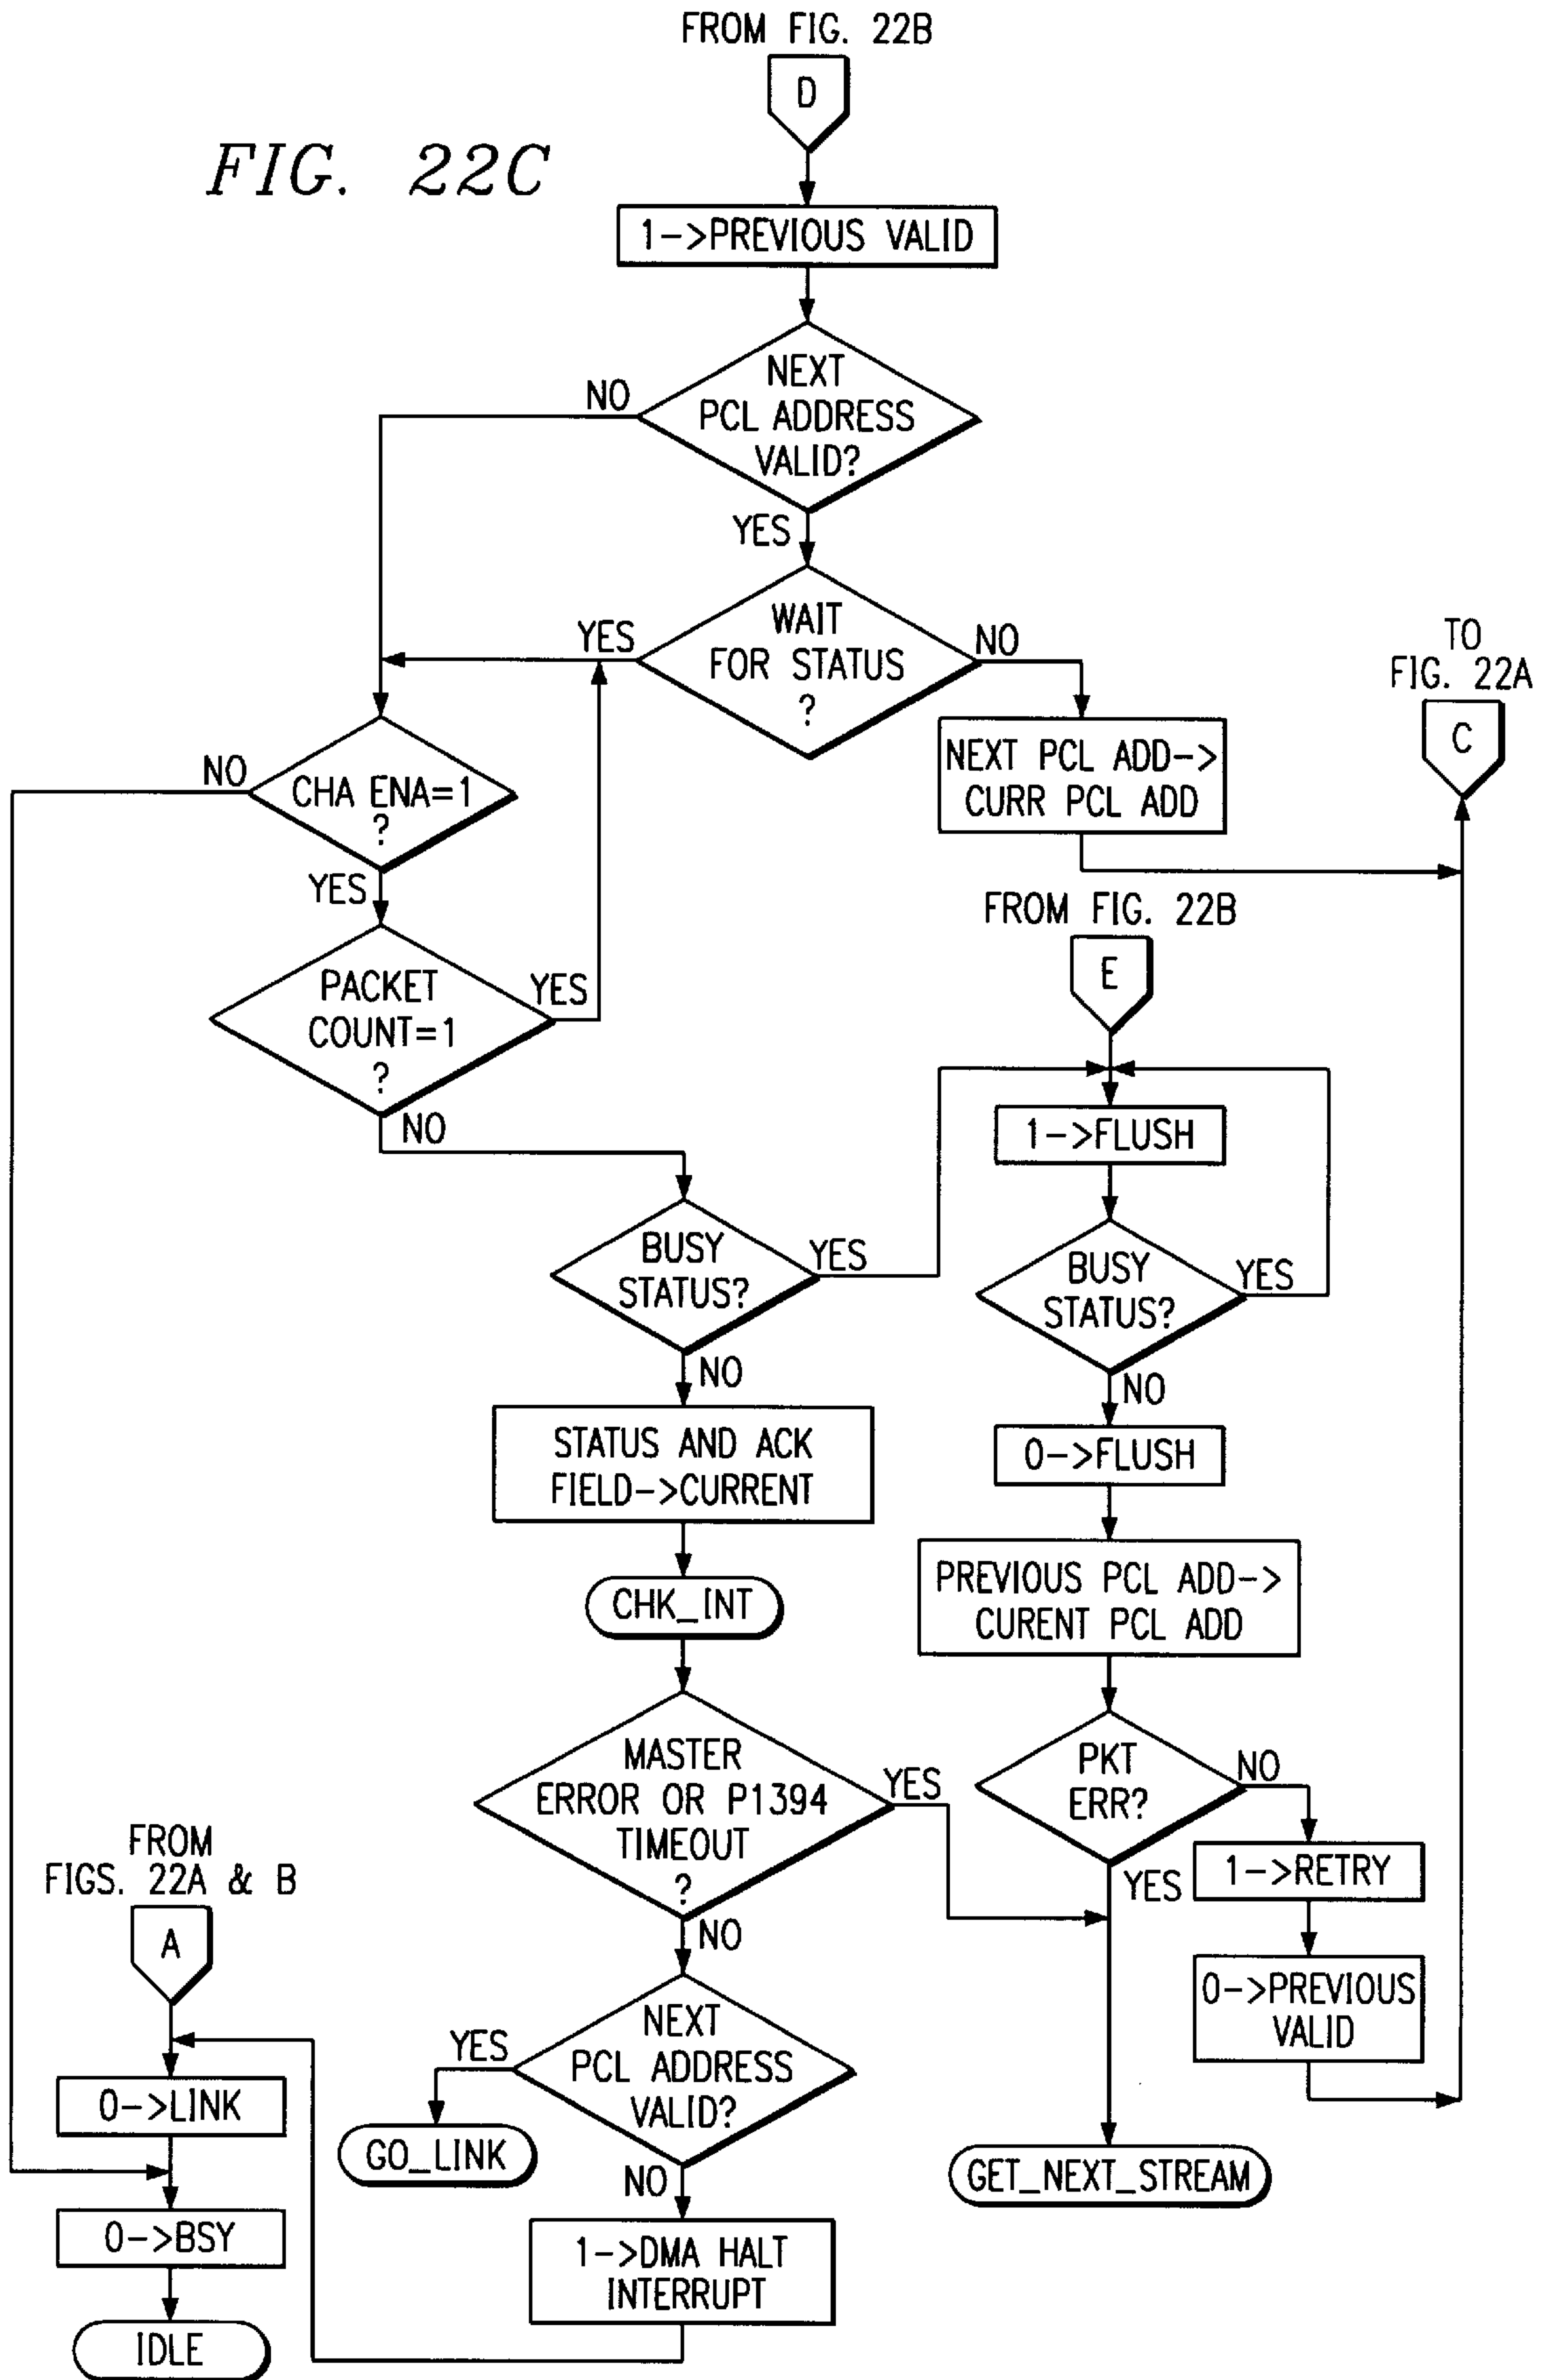 FROM FIG. 22B
D
FIG. 22C
1->PREVIOUS VALID
NEXT
PCL ADDRESS
VALID?
NO
YES
WAIT
FOR STATUS
?
YES
NO
TO
FIG. 22A
C
NEXT PCL ADD->
CURR PCL ADD
CHA ENA=1
?
NO
YES
PACKET
COUNT=1
?
YES
NO
FROM FIG. 22B
E
1->FLUSH
BUSY
STATUS?
YES
NO
BUSY
STATUS?
YES
NO
STATUS AND ACK
FIELD->CURRENT
0->FLUSH
CHK_INT
PREVIOUS PCL ADD->
CURENT PCL ADD
MASTER
ERROR OR P1394
TIMEOUT
?
YES
NO
PKT
ERR?
NO
YES
1->RETRY
0->PREVIOUS
VALID
FROM
FIGS. 22A & B
A
0->LINK
0->BSY
IDLE
NEXT
PCL ADDRESS
VALID?
YES
NO
GO_LINK
GET_NEXT_STREAM
1->DMA HALT
INTERRUPT